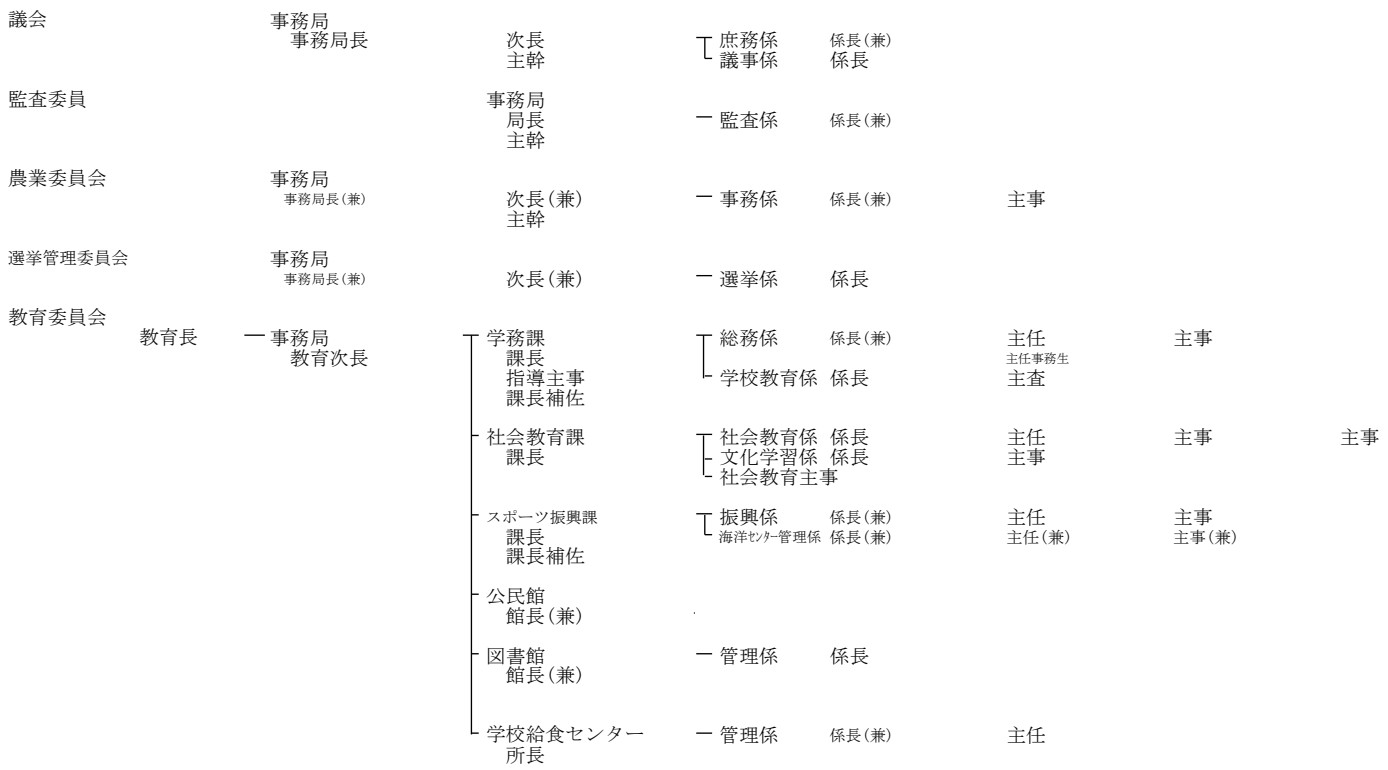 議会 事務局
事務局長 次長 庶務係 係長(兼)
主幹 議事係 係長
監査委員 事務局
局長 監査係 係長(兼)
主幹
農業委員会 事務局
事務局長(兼) 次長(兼) 事務係 係長(兼) 主事
主幹
選挙管理委員会 事務局
事務局長(兼) 次長(兼) 選挙係 係長
教育委員会
教育長 事務局 学務課 総務係 係長(兼) 主任 主事
教育次長 課長 主任事務生
指導主事 学校教育係 係長 主査
課長補佐
社会教育課 社会教育係 係長 主任 主事 主事
課長 文化学習係 係長 主事
社会教育主事
スポーツ振興課 振興係 係長(兼) 主任 主事
課長 海洋センター管理係 係長(兼) 主任(兼) 主事(兼)
課長補佐
公民館
館長(兼)
図書館 管理係 係長
館長(兼)
学校給食センター 管理係 係長(兼) 主任
所長